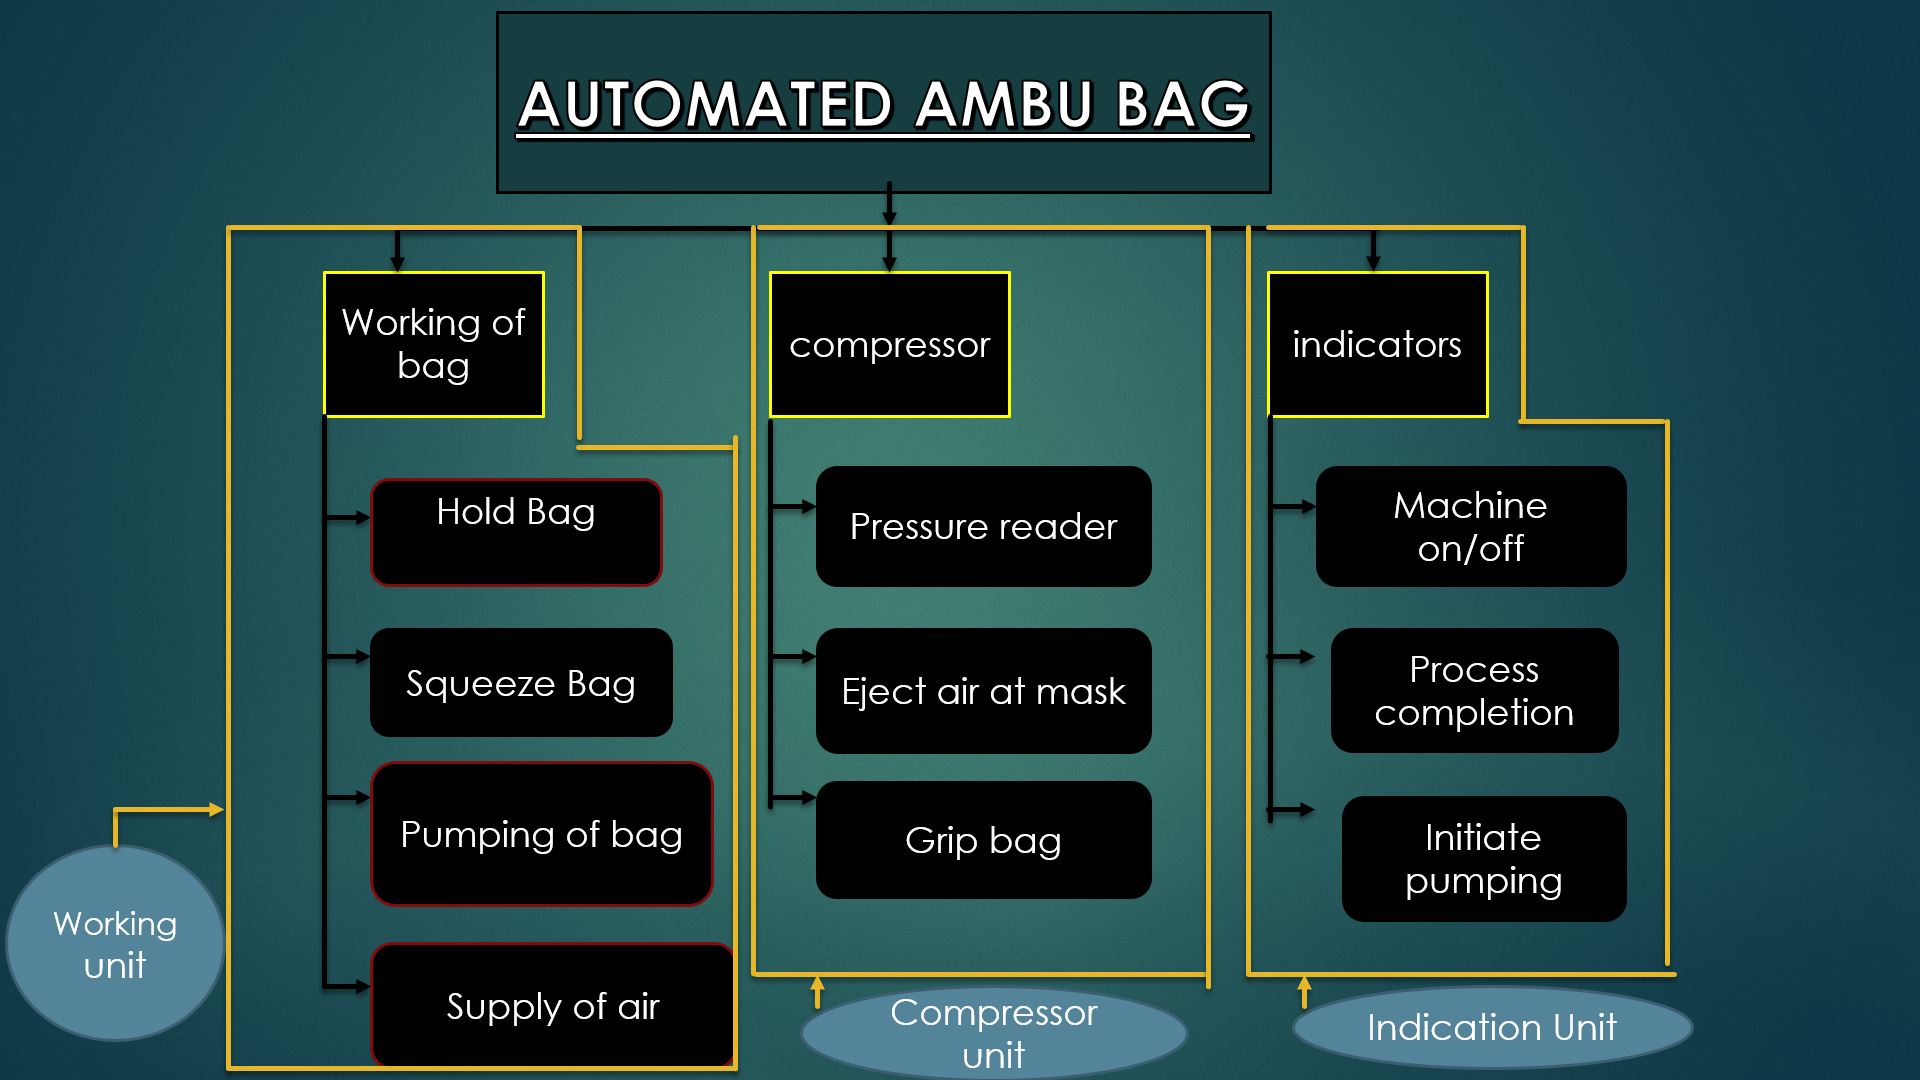 AUTOMATED AMBU BAG
Working of
bag
compressor
indicators
Hold Bag
Squeeze Bag
Pumping of bag
Supply of air
Pressure reader
Eject air at mask
Grip bag
Machine
on/off
Process
completion
Initiate
pumping
Working
unit
Compressor
unit
Indication Unit